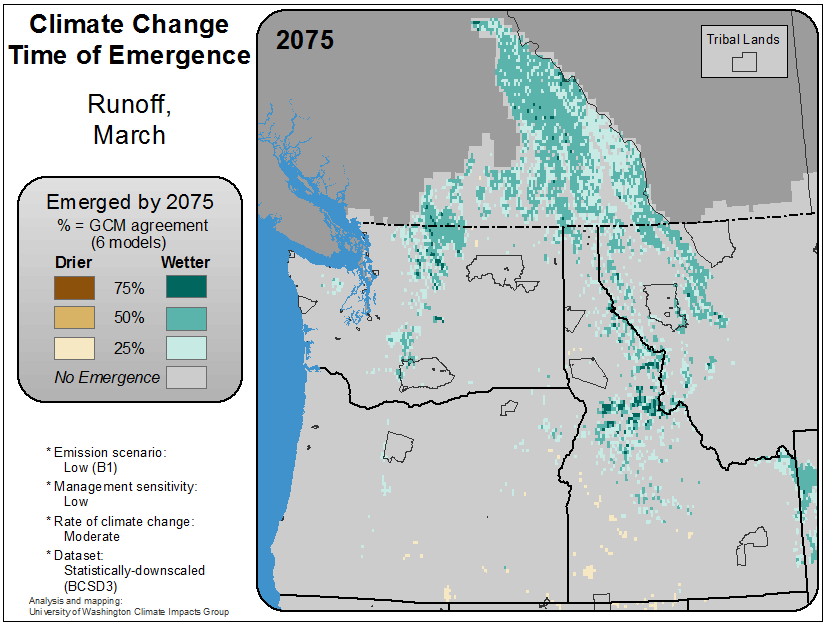 Climate Change
Time of Emergence
Runoff,
March
Emerged by 2075
% = GCM agreement
(6 models)
Drier Wetter
75%
50%
25%
No Emergence
* Emission scenario:
Low (B1)
* Management sensitivity:
Low
* Rate of climate change:
Moderate
* Dataset:
Statistically-downscaled
(BCSD3)
Analysis and mapping:
University of Washington Climate Impacts Group
2075
Tribal Lands